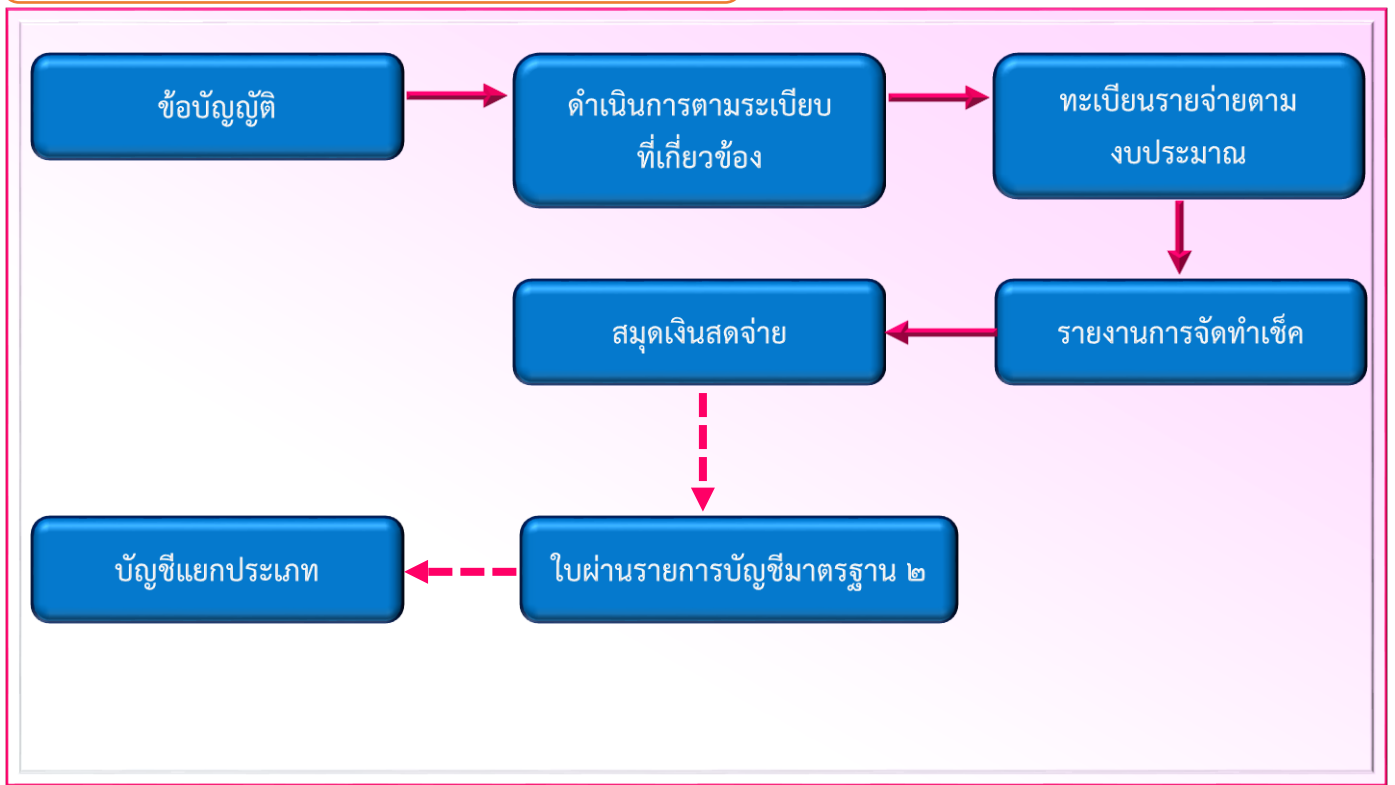 ข้อบัญญัติ
ดำเนินการตามระเบียบ
ที่เกี่ยวข้อง
ทะเบียนรายจ่ายตาม
งบประมาณ
รายงานการจัดทำเช็ค
สมุดเงินสดจ่าย
ใบผ่านรายการบัญชีมาตรฐาน ๒
บัญชีแยกประเภท